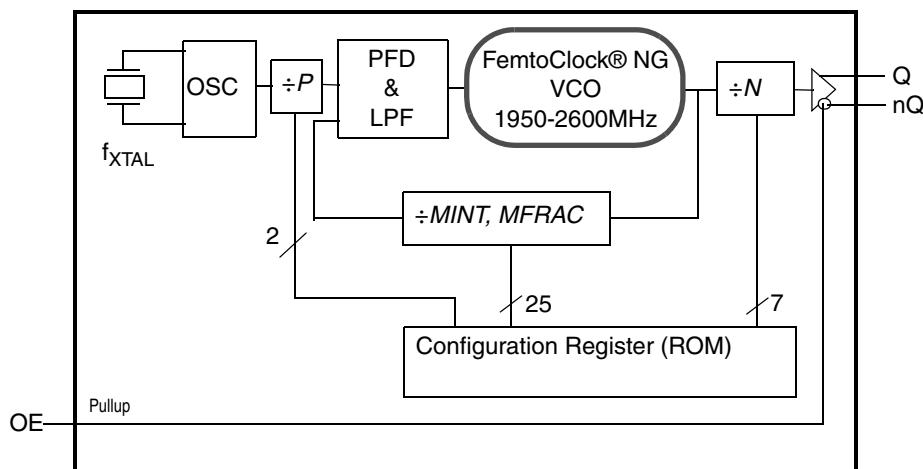 OSC
÷P
PFD
&
LPF
FemtoClock® NG
VCO
1950-2600MHz
÷N
Q
nQ
fXTAL
÷MINT, MFRAC
2
25
7
Configuration Register (ROM)
Pullup
OE